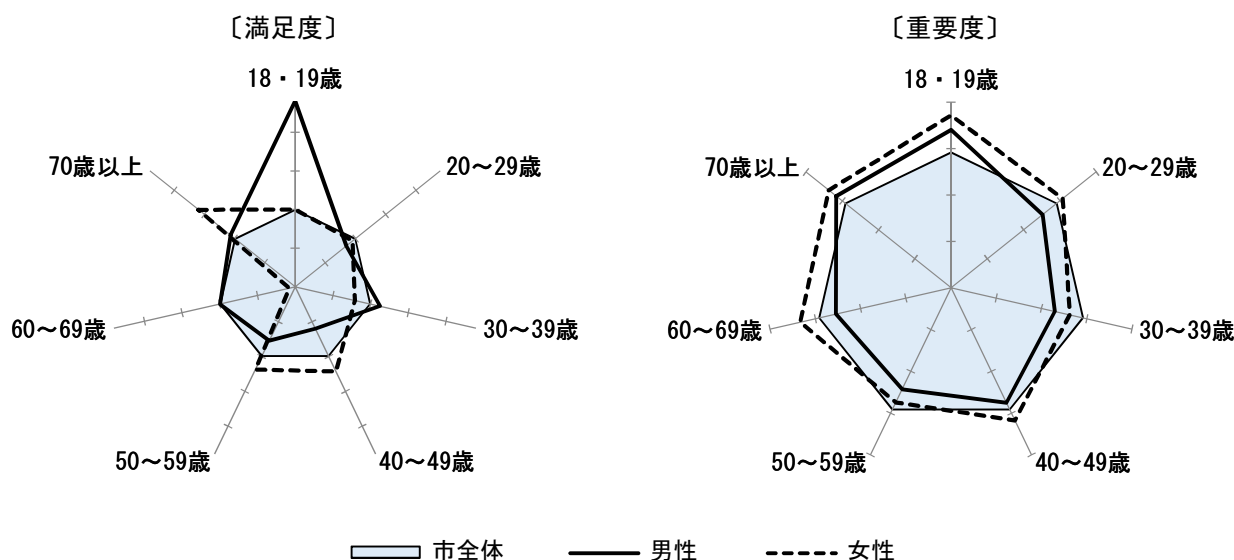 〔満足度〕
18・19歳
20～29歳
30～39歳
40～49歳
50～59歳
60～69歳
70歳以上
〔重要度〕
18・19歳
20～29歳
30～39歳
40～49歳
50～59歳
60～69歳
70歳以上
市全体
男性
女性